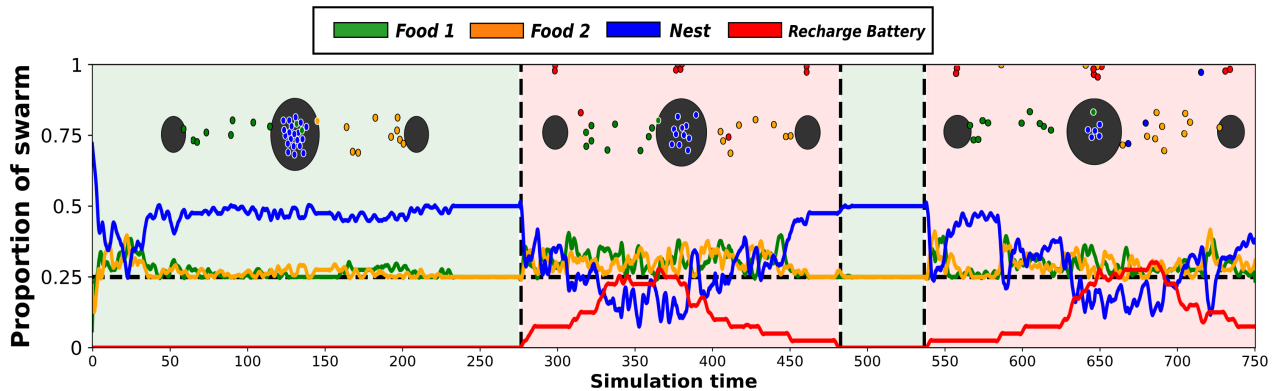 Food 1 Food 2 Nest Recharge Battery
Proportion of swarm
1
0.75
0.5
0.25
0
0 50 100 150 200 250 300 350 400 450 500 550 600 650 700 750
Simulation time